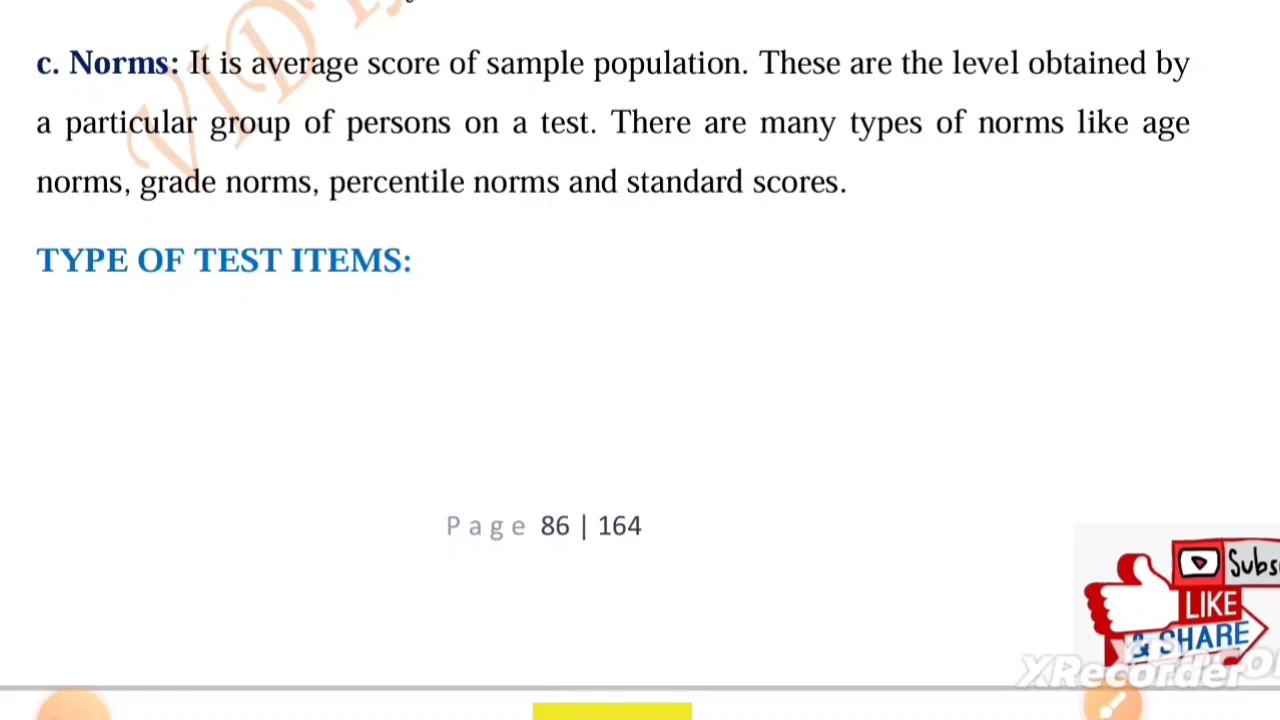 c. Norms: It is average score of sample population. These are the level obtained by
a particular group of persons on a test. There are many types of norms like age
norms, grade norms, percentile norms and standard scores.
TYPE OF TEST ITEMS:
Page 86 | 164
LIKE
& SHARE
XRecorder